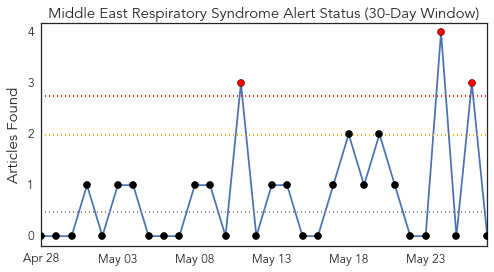 Middle East Respiratory Syndrome Alert Status (30-Day Window)
Articles Found
4
3
2
1
0
Apr 28 May 03 May 08 May 13 May 18 May 23